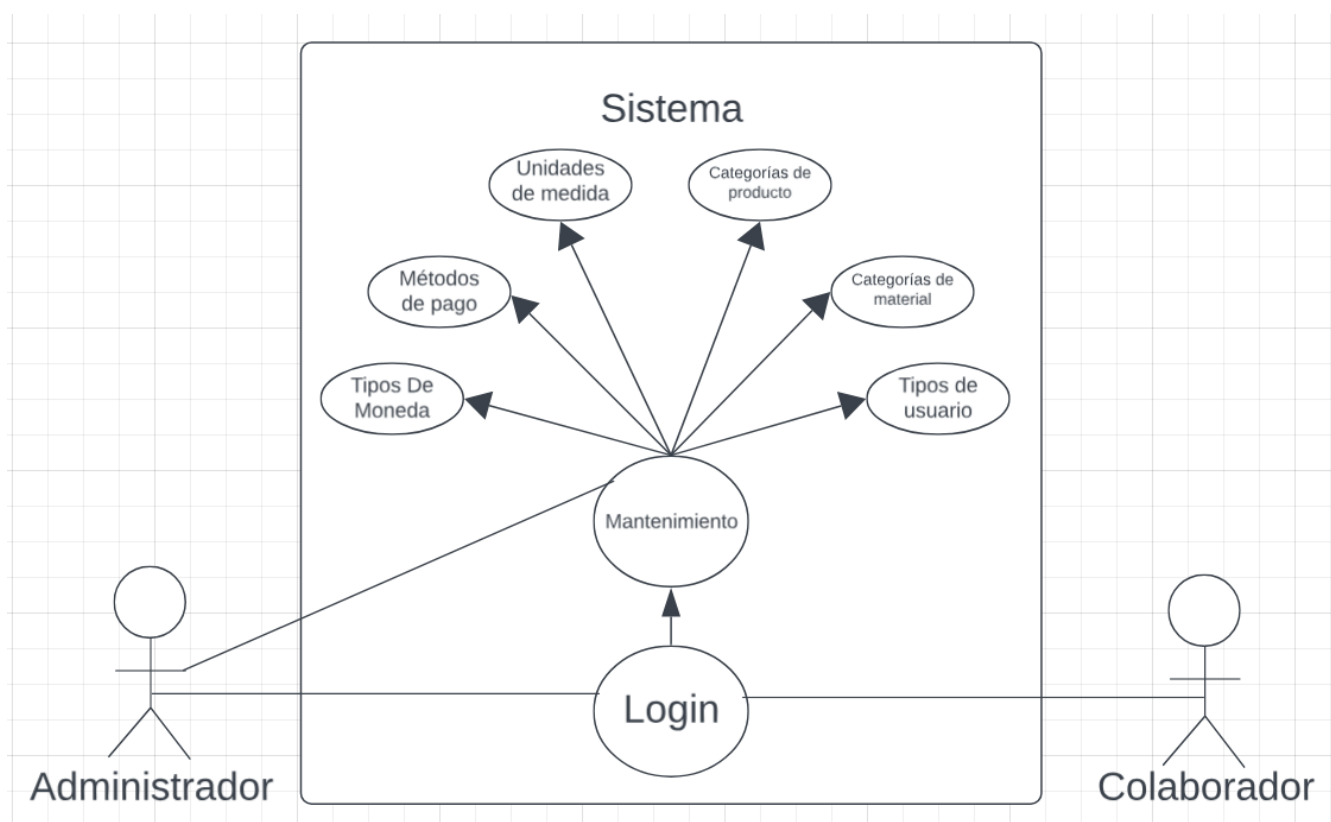 Sistema
Unidades
de medida
Categorías de
producto
Métodos
de pago
Categorías de
material
Tipos De
Moneda
Tipos de
usuario
Mantenimiento
Login
Administrador
Colaborador